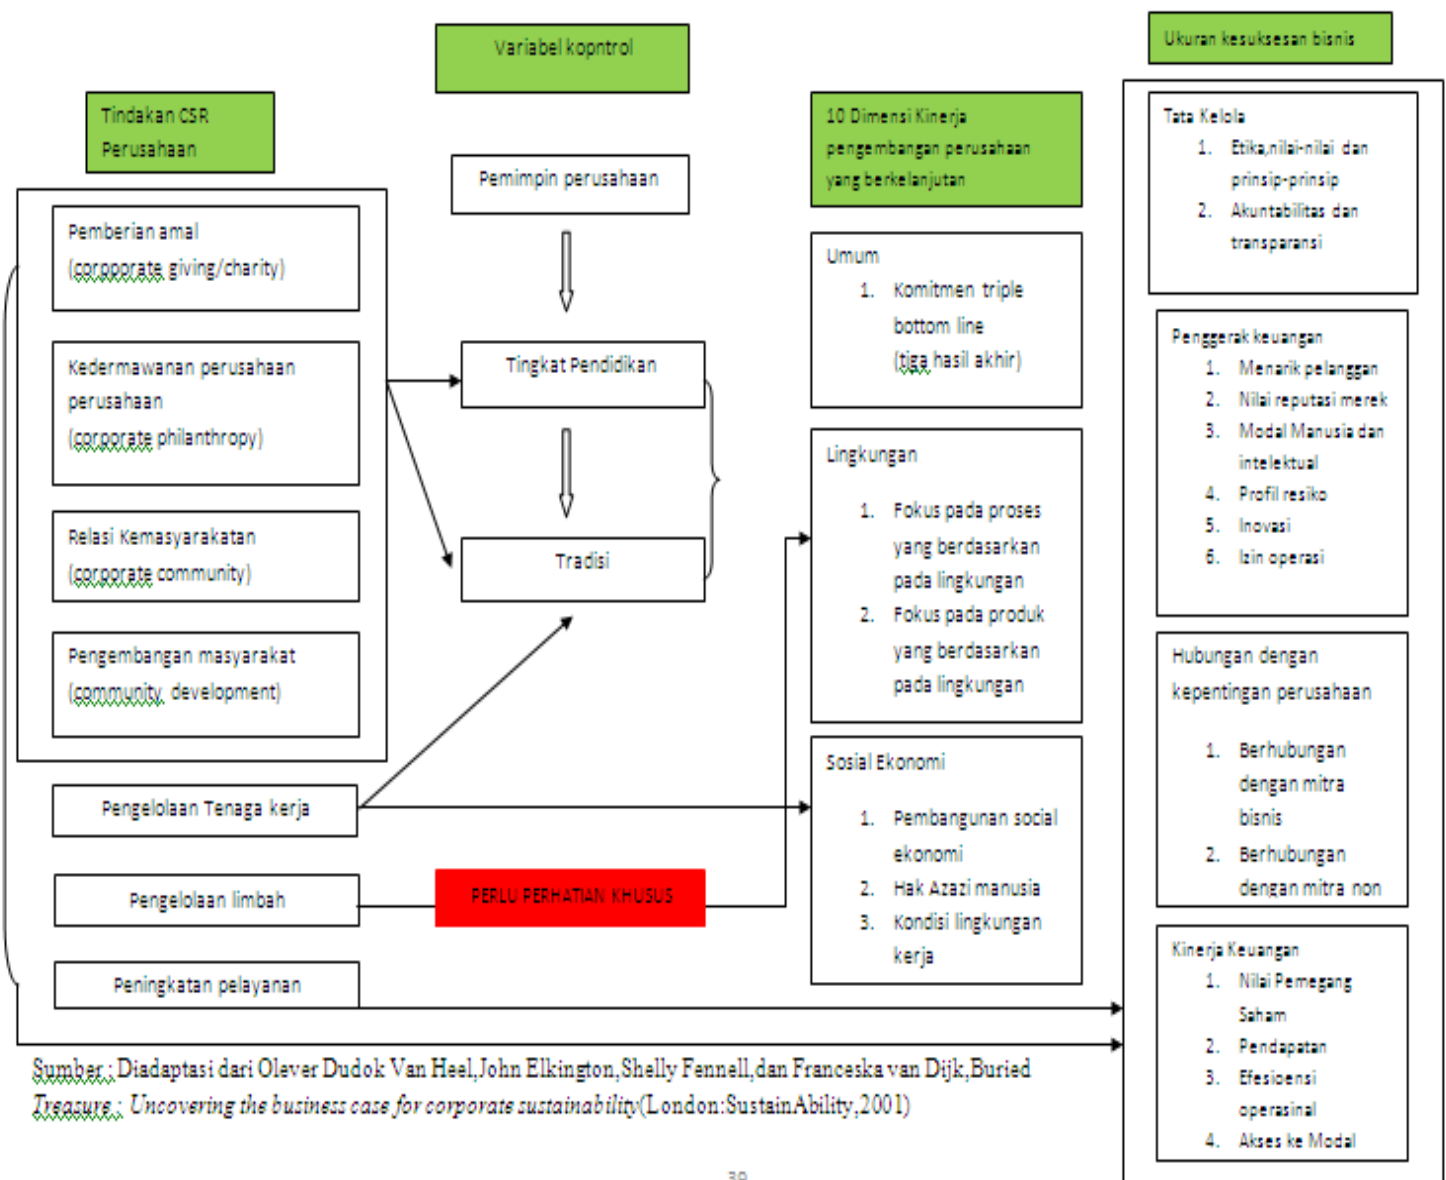 Variabel kopntrol
Ukuran kesuksesan bisnis
Tindakan CSR
Perusahaan
10 Dimensi Kinerja
pengembangan perusahaan
yang berkelanjutan
Pemimpin perusahaan
Tingkat Pendidikan
Tradisi
Pemberian amal
(corpporate giving/charity)
Kedermawanan perusahaan
perusahaan
(corporate philanthropy)
Relasi Kemasyarakatan
(corporate community)
Pengembangan masyarakat
(community development)
Pengelolaan Tenaga kerja
Pengelolaan limbah
PERLU PERHATIAN KHUSUS
Peningkatan pelayanan
Umum
1. Komitmen triple
bottom line
(tiga hasil akhir)
Lingkungan
1. Fokus pada proses
yang berdasarkan
pada lingkungan
2. Fokus pada produk
yang berdasarkan
pada lingkungan
Sosial Ekonomi
1. Pembangunan social
ekonomi
2. Hak Azazi manusia
3. Kondisi lingkungan
kerja
Tata Kelola
1. Etika,nilai-nilai dan
prinsip-prinsip
2. Akuntabilitas dan
transparansi
Penggerak keuangan
1. Menarik pelanggan
2. Nilai reputasi merek
3. Modal Manusia dan
intelektual
4. Profil resiko
5. Inovasi
6. Izin operasi
Hubungan dengan
kepentingan perusahaan
1. Berhubungan
dengan mitra
bisnis
2. Berhubungan
dengan mitra non
Kinerja Keuangan
1. Nilai Pemegang
Saham
2. Pendapatan
3. Efesioensi
operasinal
4. Akses ke Modal
Sumber : Diadaptasi dari Olever Dudok Van Heel,John Elkington,Shelly Fennell,dan Franceska van Dijk,Buried
Treasure : Uncovering the business case for corporate sustainability(London:SustainAbility,2001)